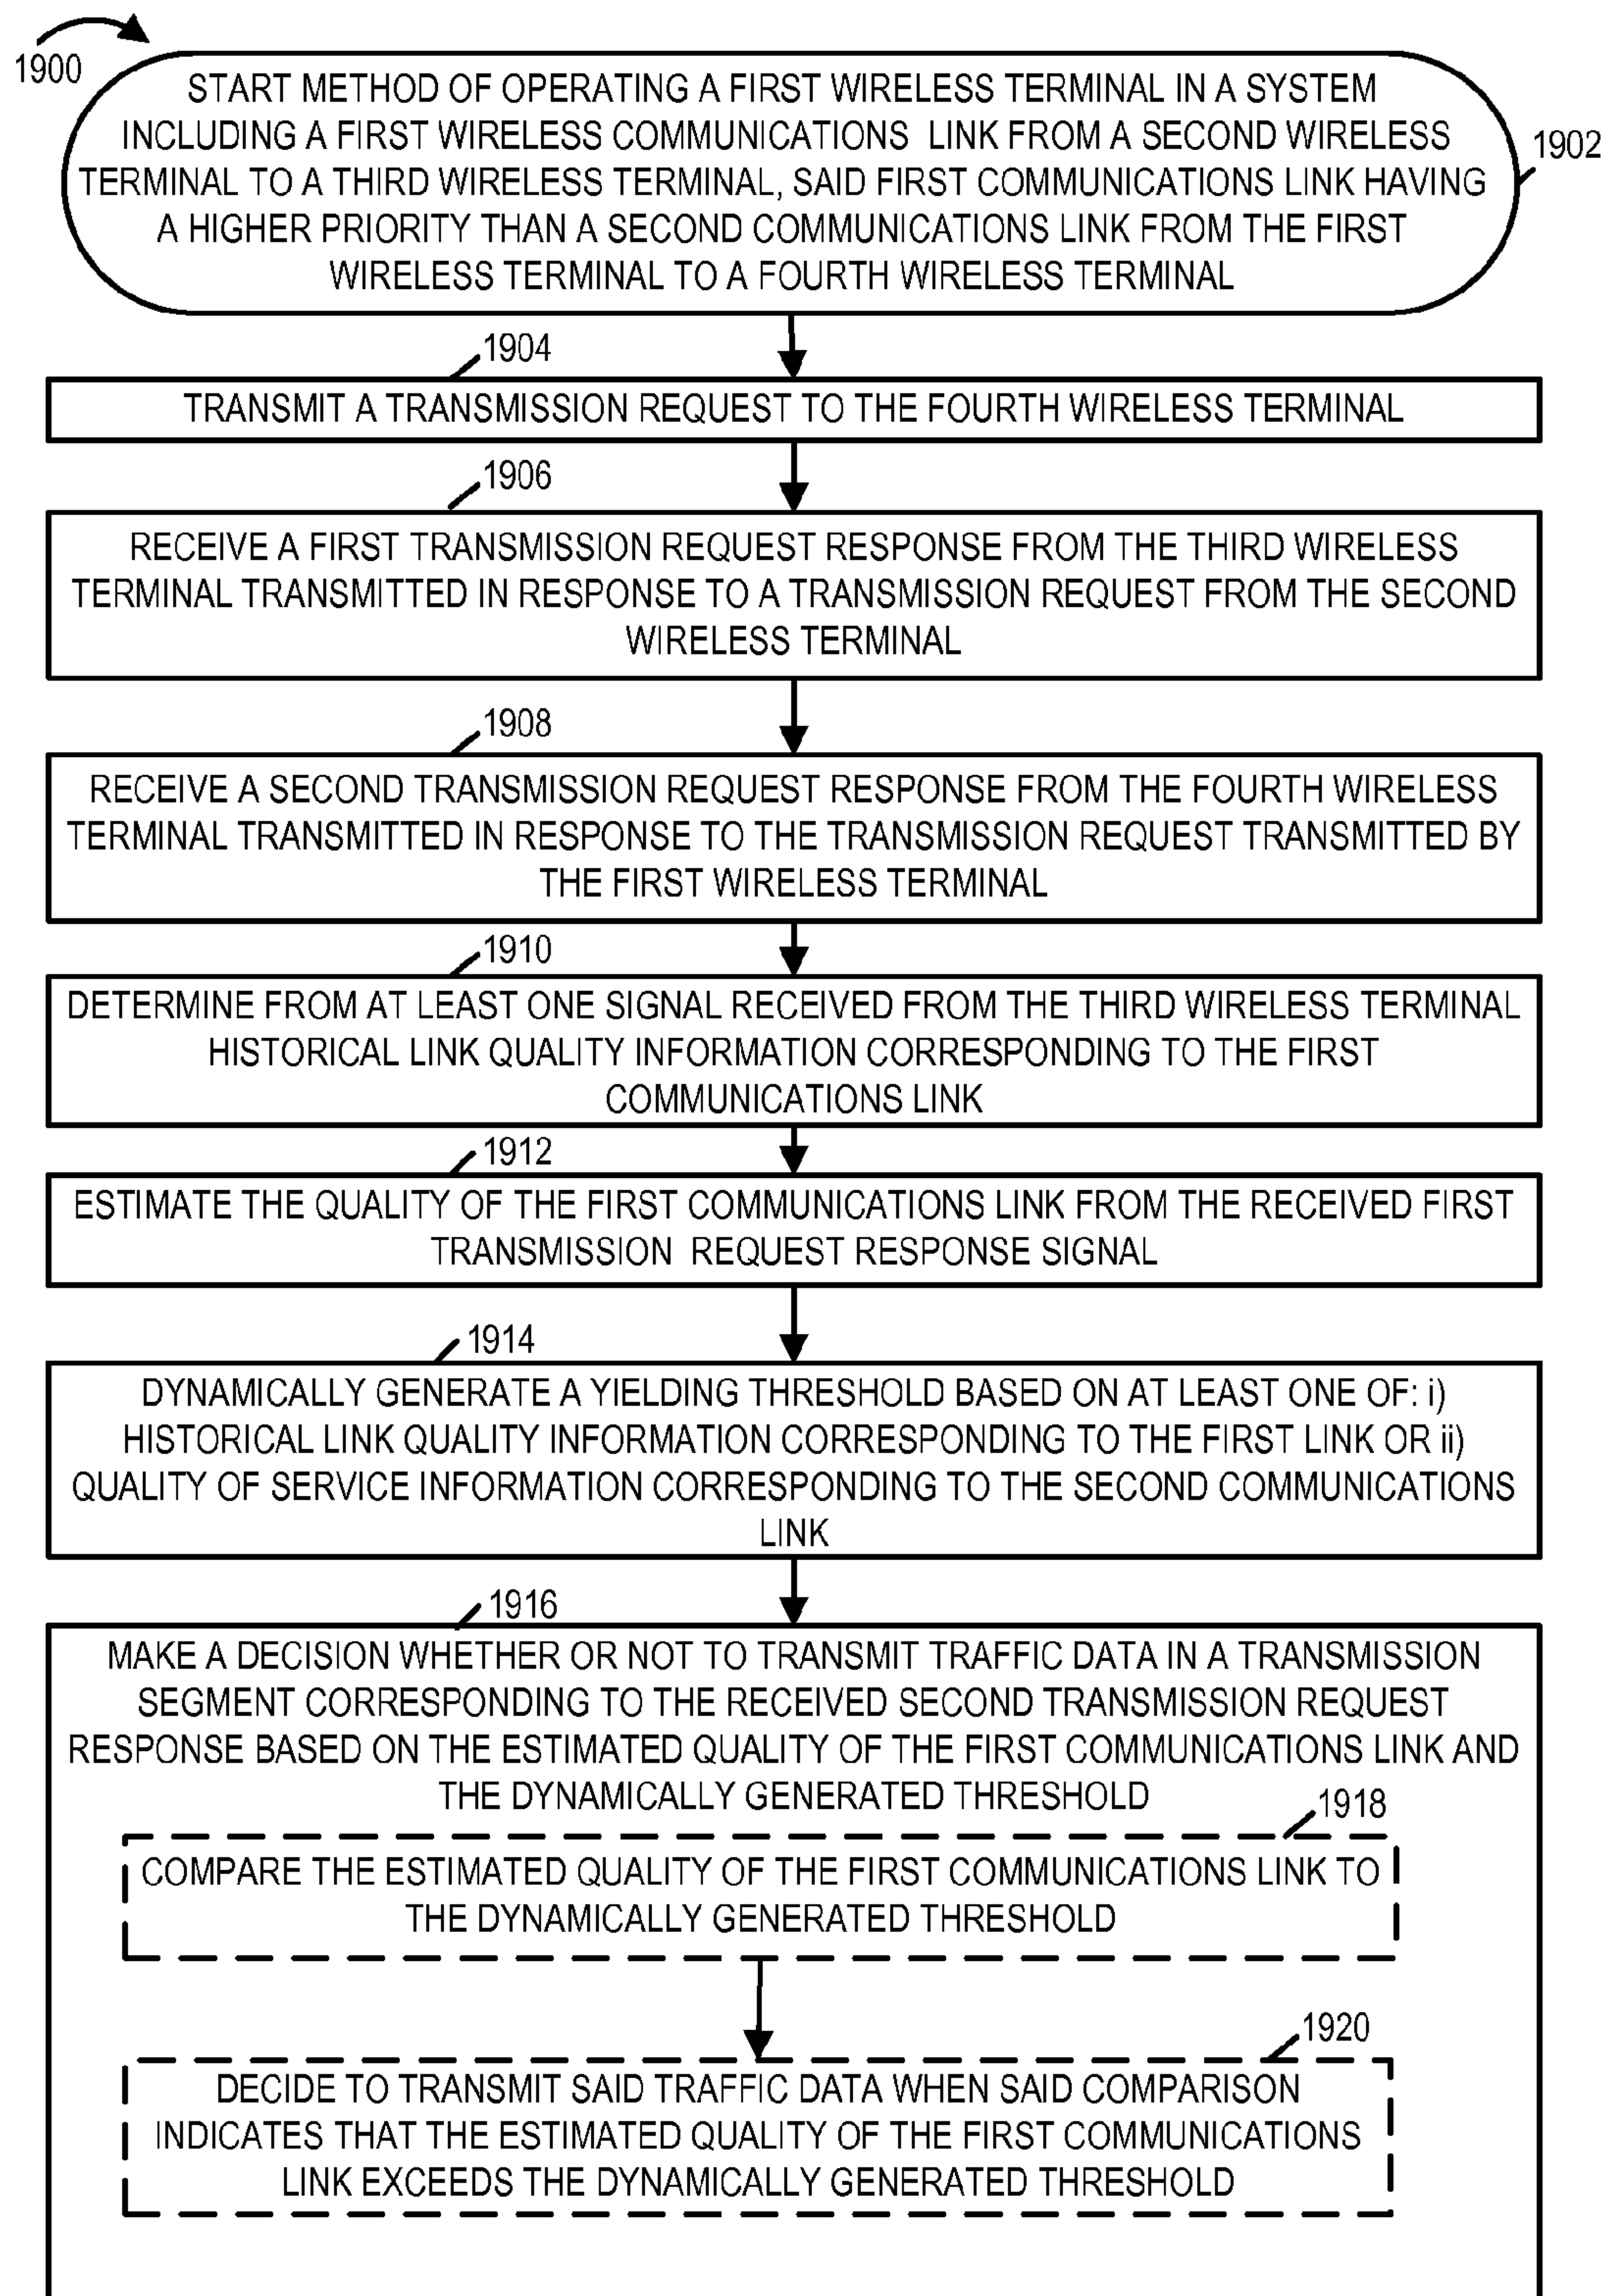 1900
START METHOD OF OPERATING A FIRST WIRELESS TERMINAL IN A SYSTEM
INCLUDING A FIRST WIRELESS COMMUNICATIONS LINK FROM A SECOND WIRELESS
TERMINAL TO A THIRD WIRELESS TERMINAL, SAID FIRST COMMUNICATIONS LINK HAVING
A HIGHER PRIORITY THAN A SECOND COMMUNICATIONS LINK FROM THE FIRST
WIRELESS TERMINAL TO A FOURTH WIRELESS TERMINAL
1902
1904
TRANSMIT A TRANSMISSION REQUEST TO THE FOURTH WIRELESS TERMINAL
1906
RECEIVE A FIRST TRANSMISSION REQUEST RESPONSE FROM THE THIRD WIRELESS
TERMINAL TRANSMITTED IN RESPONSE TO A TRANSMISSION REQUEST FROM THE SECOND
WIRELESS TERMINAL
1908
RECEIVE A SECOND TRANSMISSION REQUEST RESPONSE FROM THE FOURTH WIRELESS
TERMINAL TRANSMITTED IN RESPONSE TO THE TRANSMISSION REQUEST TRANSMITTED BY
THE FIRST WIRELESS TERMINAL
1910
DETERMINE FROM AT LEAST ONE SIGNAL RECEIVED FROM THE THIRD WIRELESS TERMINAL
HISTORICAL LINK QUALITY INFORMATION CORRESPONDING TO THE FIRST
COMMUNICATIONS LINK
1912
ESTIMATE THE QUALITY OF THE FIRST COMMUNICATIONS LINK FROM THE RECEIVED FIRST
TRANSMISSION REQUEST RESPONSE SIGNAL
1914
DYNAMICALLY GENERATE A YIELDING THRESHOLD BASED ON AT LEAST ONE OF: i)
HISTORICAL LINK QUALITY INFORMATION CORRESPONDING TO THE FIRST LINK OR ii)
QUALITY OF SERVICE INFORMATION CORRESPONDING TO THE SECOND COMMUNICATIONS
LINK
1916
MAKE A DECISION WHETHER OR NOT TO TRANSMIT TRAFFIC DATA IN A TRANSMISSION
SEGMENT CORRESPONDING TO THE RECEIVED SECOND TRANSMISSION REQUEST
RESPONSE BASED ON THE ESTIMATED QUALITY OF THE FIRST COMMUNICATIONS LINK AND
THE DYNAMICALLY GENERATED THRESHOLD
1918
COMPARE THE ESTIMATED QUALITY OF THE FIRST COMMUNICATIONS LINK TO
THE DYNAMICALLY GENERATED THRESHOLD
1920
DECIDE TO TRANSMIT SAID TRAFFIC DATA WHEN SAID COMPARISON
INDICATES THAT THE ESTIMATED QUALITY OF THE FIRST COMMUNICATIONS
LINK EXCEEDS THE DYNAMICALLY GENERATED THRESHOLD